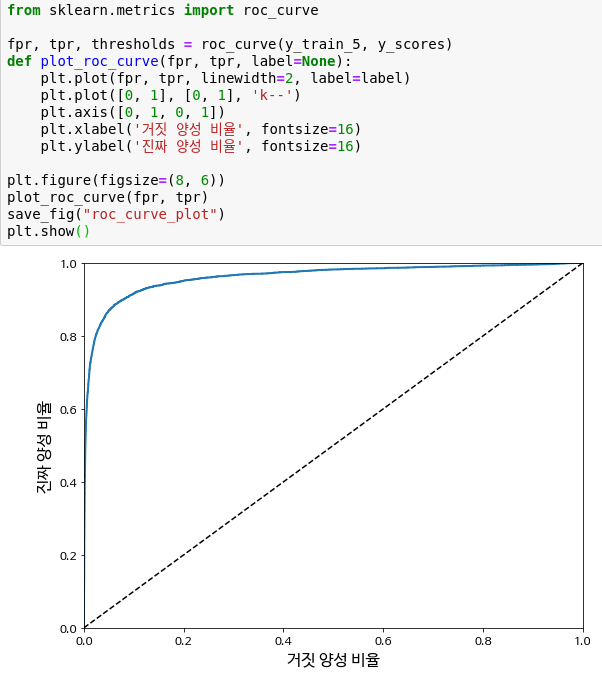 from sklearn.metrics import roc_curve
fpr, tpr, thresholds = roc_curve(y_train_5, y_scores)
def plot_roc_curve(fpr, tpr, label=None):
    plt.plot(fpr, tpr, linewidth=2, label=label)
    plt.plot([0, 1], [0, 1], 'k--')
    plt.axis([0, 1, 0, 1])
    plt.xlabel('거짓 양성 비율', fontsize=16)
    plt.ylabel('진짜 양성 비율', fontsize=16)
plt.figure(figsize=(8, 6))
plot_roc_curve(fpr, tpr)
save_fig("roc_curve_plot")
plt.show()
1.0
0.8
0.6
진짜 양성 비율
0.4
0.2
0.0
0.0 0.2 0.4 0.6 0.8 1.0
거짓 양성 비율